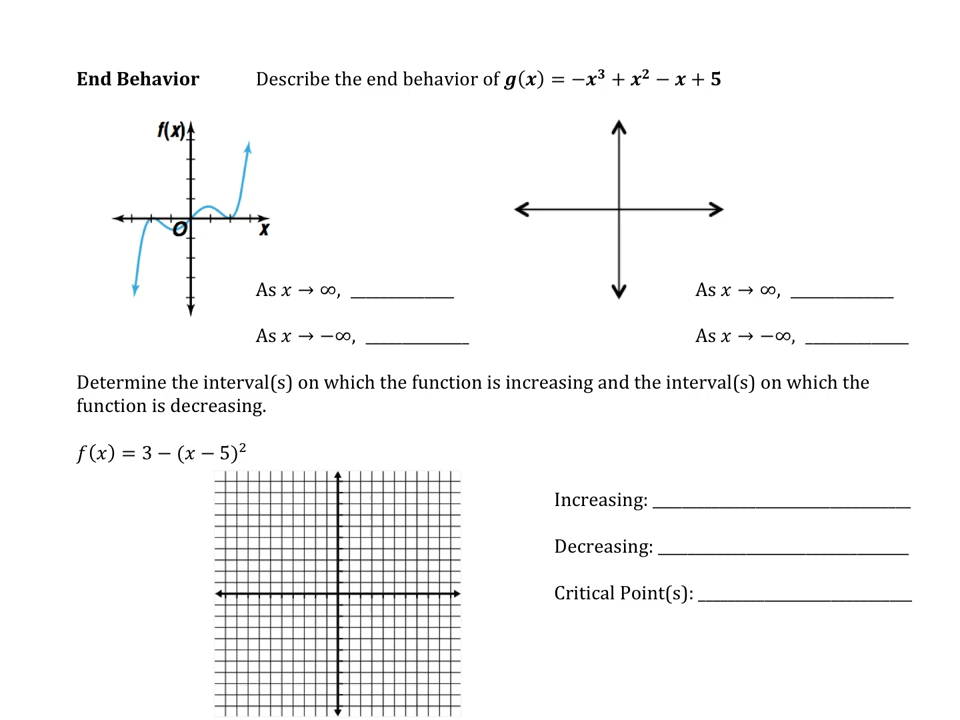 End Behavior Describe the end behavior of g(x) = −x³ + x² − x + 5
f(x)
O
x
As x → ∞, ____________
As x → ∞, ____________
As x → −∞, ____________
As x → −∞, ____________
Determine the interval(s) on which the function is increasing and the interval(s) on which the
function is decreasing.
f(x) = 3 − (x − 5)²
Increasing: ______________________________
Decreasing: _____________________________
Critical Point(s): _________________________